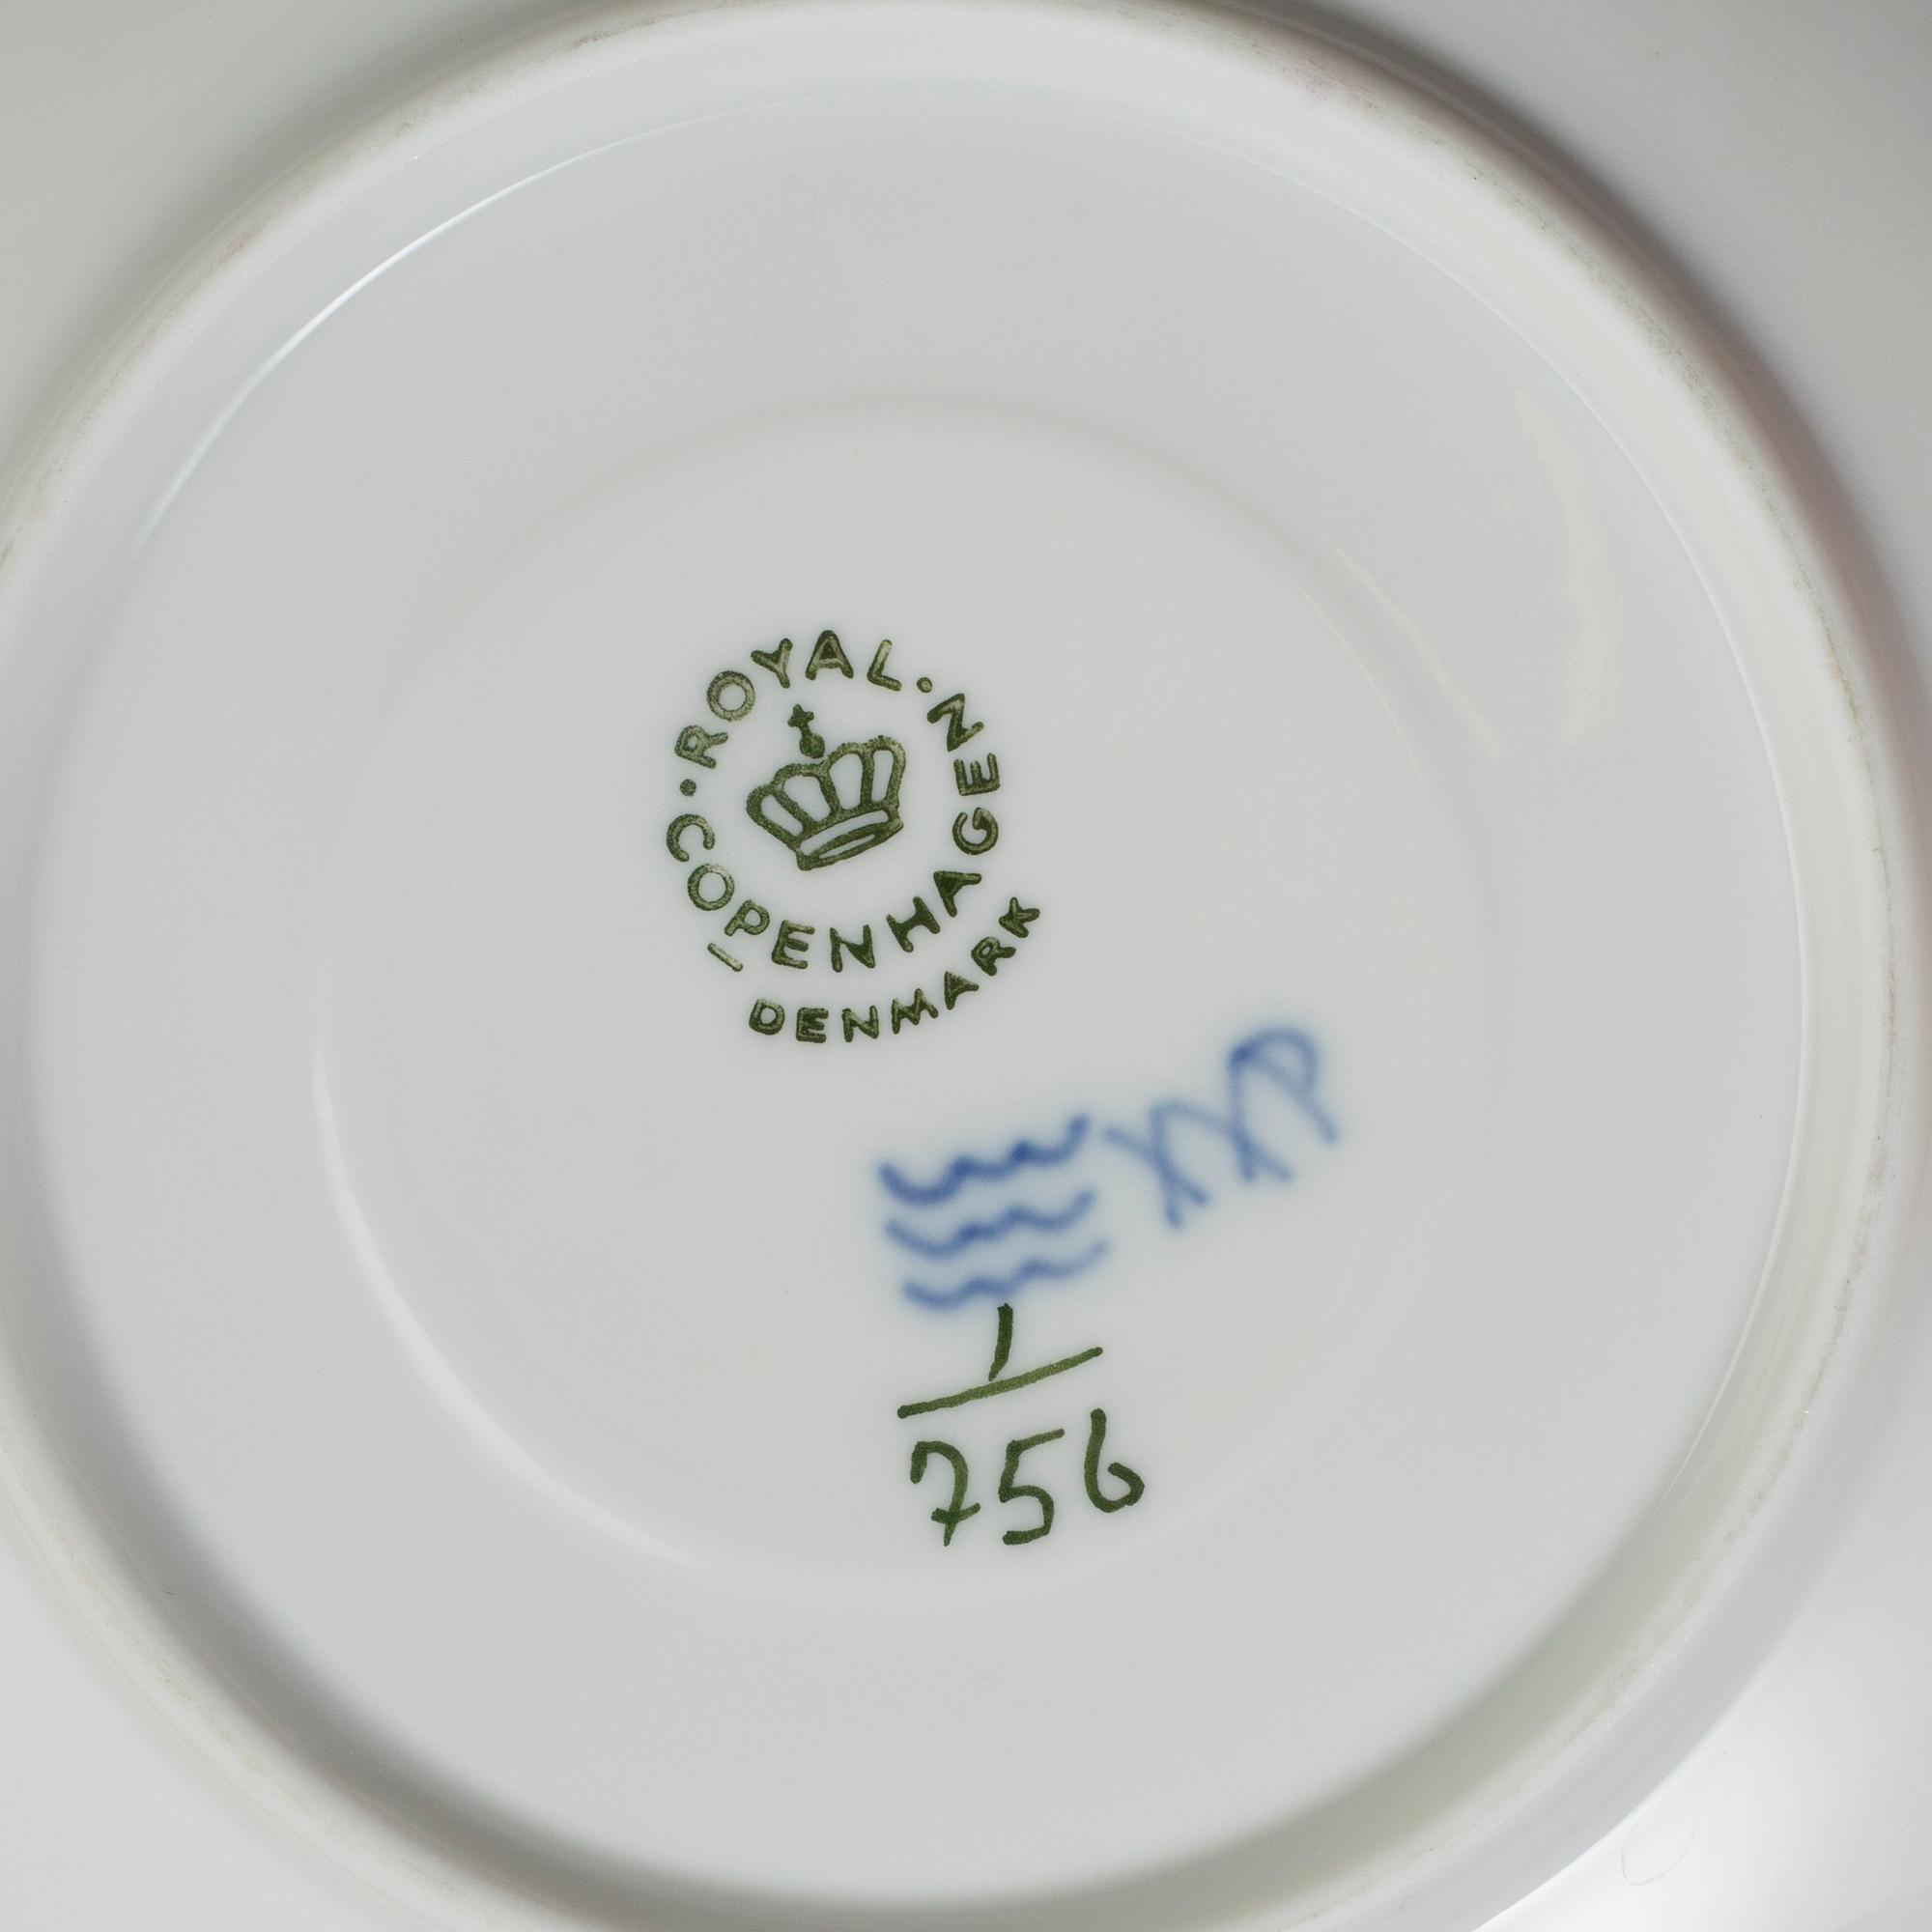 ROYAL
COPENHAGEN
DENMARK
1
756